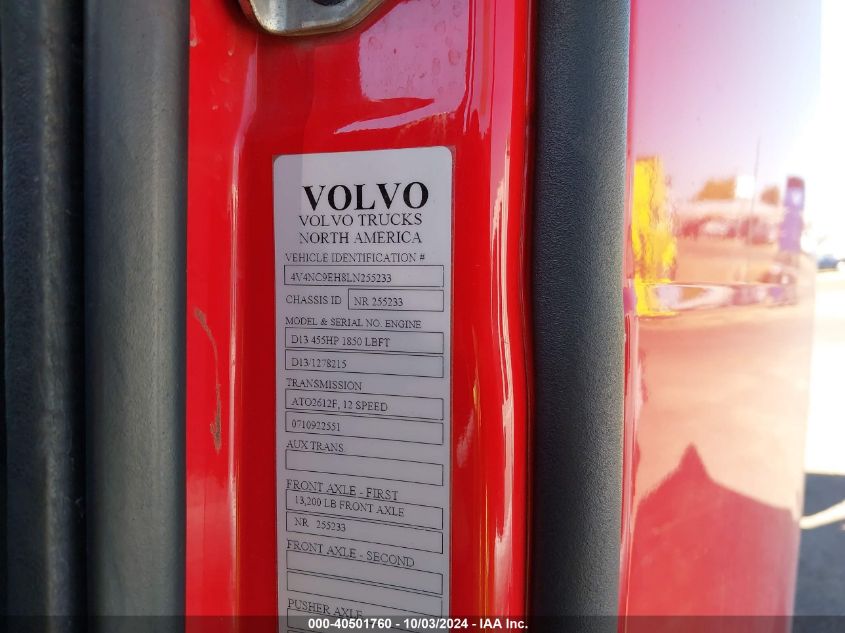 VOLVO
VOLVO TRUCKS
NORTH AMERICA
VEHICLE IDENTIFICATION #
4V4NC9EH8LN255233
CHASSIS ID NR 255233
MODEL & SERIAL NO. ENGINE
D13 455HP 1850 LBFT
D13/1278215
TRANSMISSION
ATO2612F, 12 SPEED
0710922551
AUX TRANS
FRONT AXLE - FIRST
13,200 LB FRONT AXLE
NR 255233
FRONT AXLE - SECOND
PUSHER AXLE
000-40501760 - 10/03/2024 - IAA Inc.